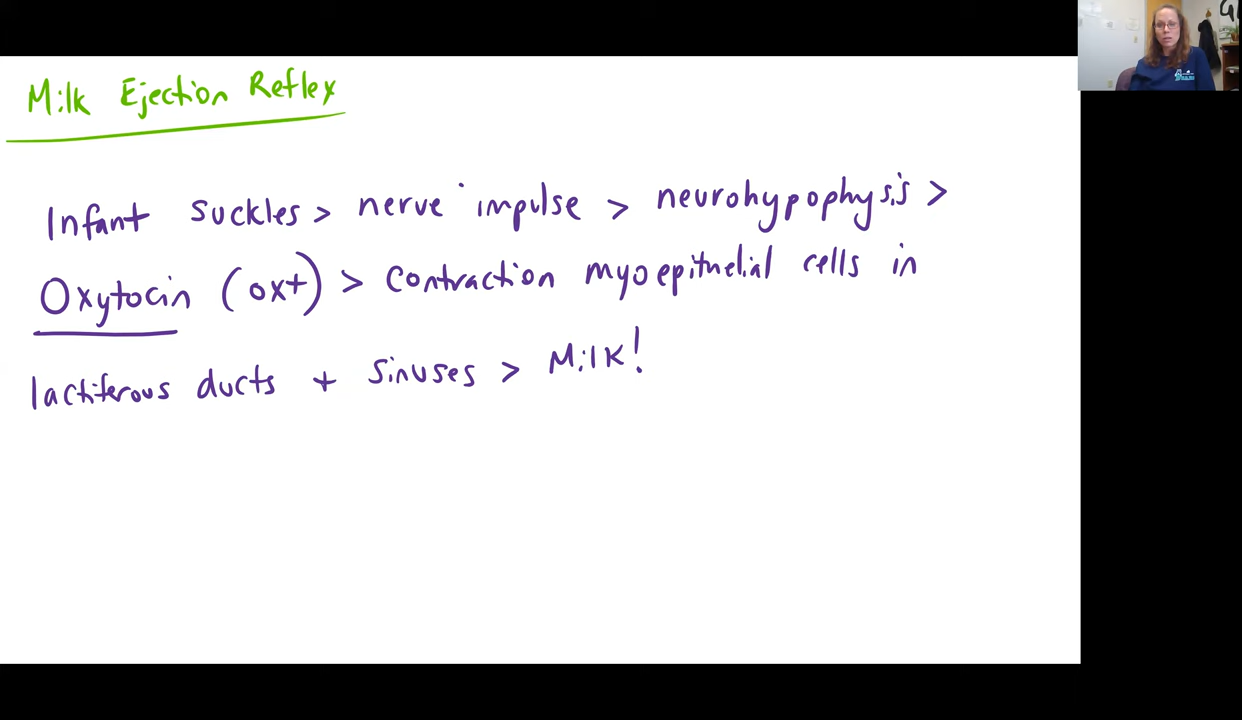 Milk Ejection Reflex
Infant suckles > nerve impulse > neurohypophysis >
Oxytocin (oxt) > contraction myoepithelial cells in
lactiferous ducts + sinuses > Milk!